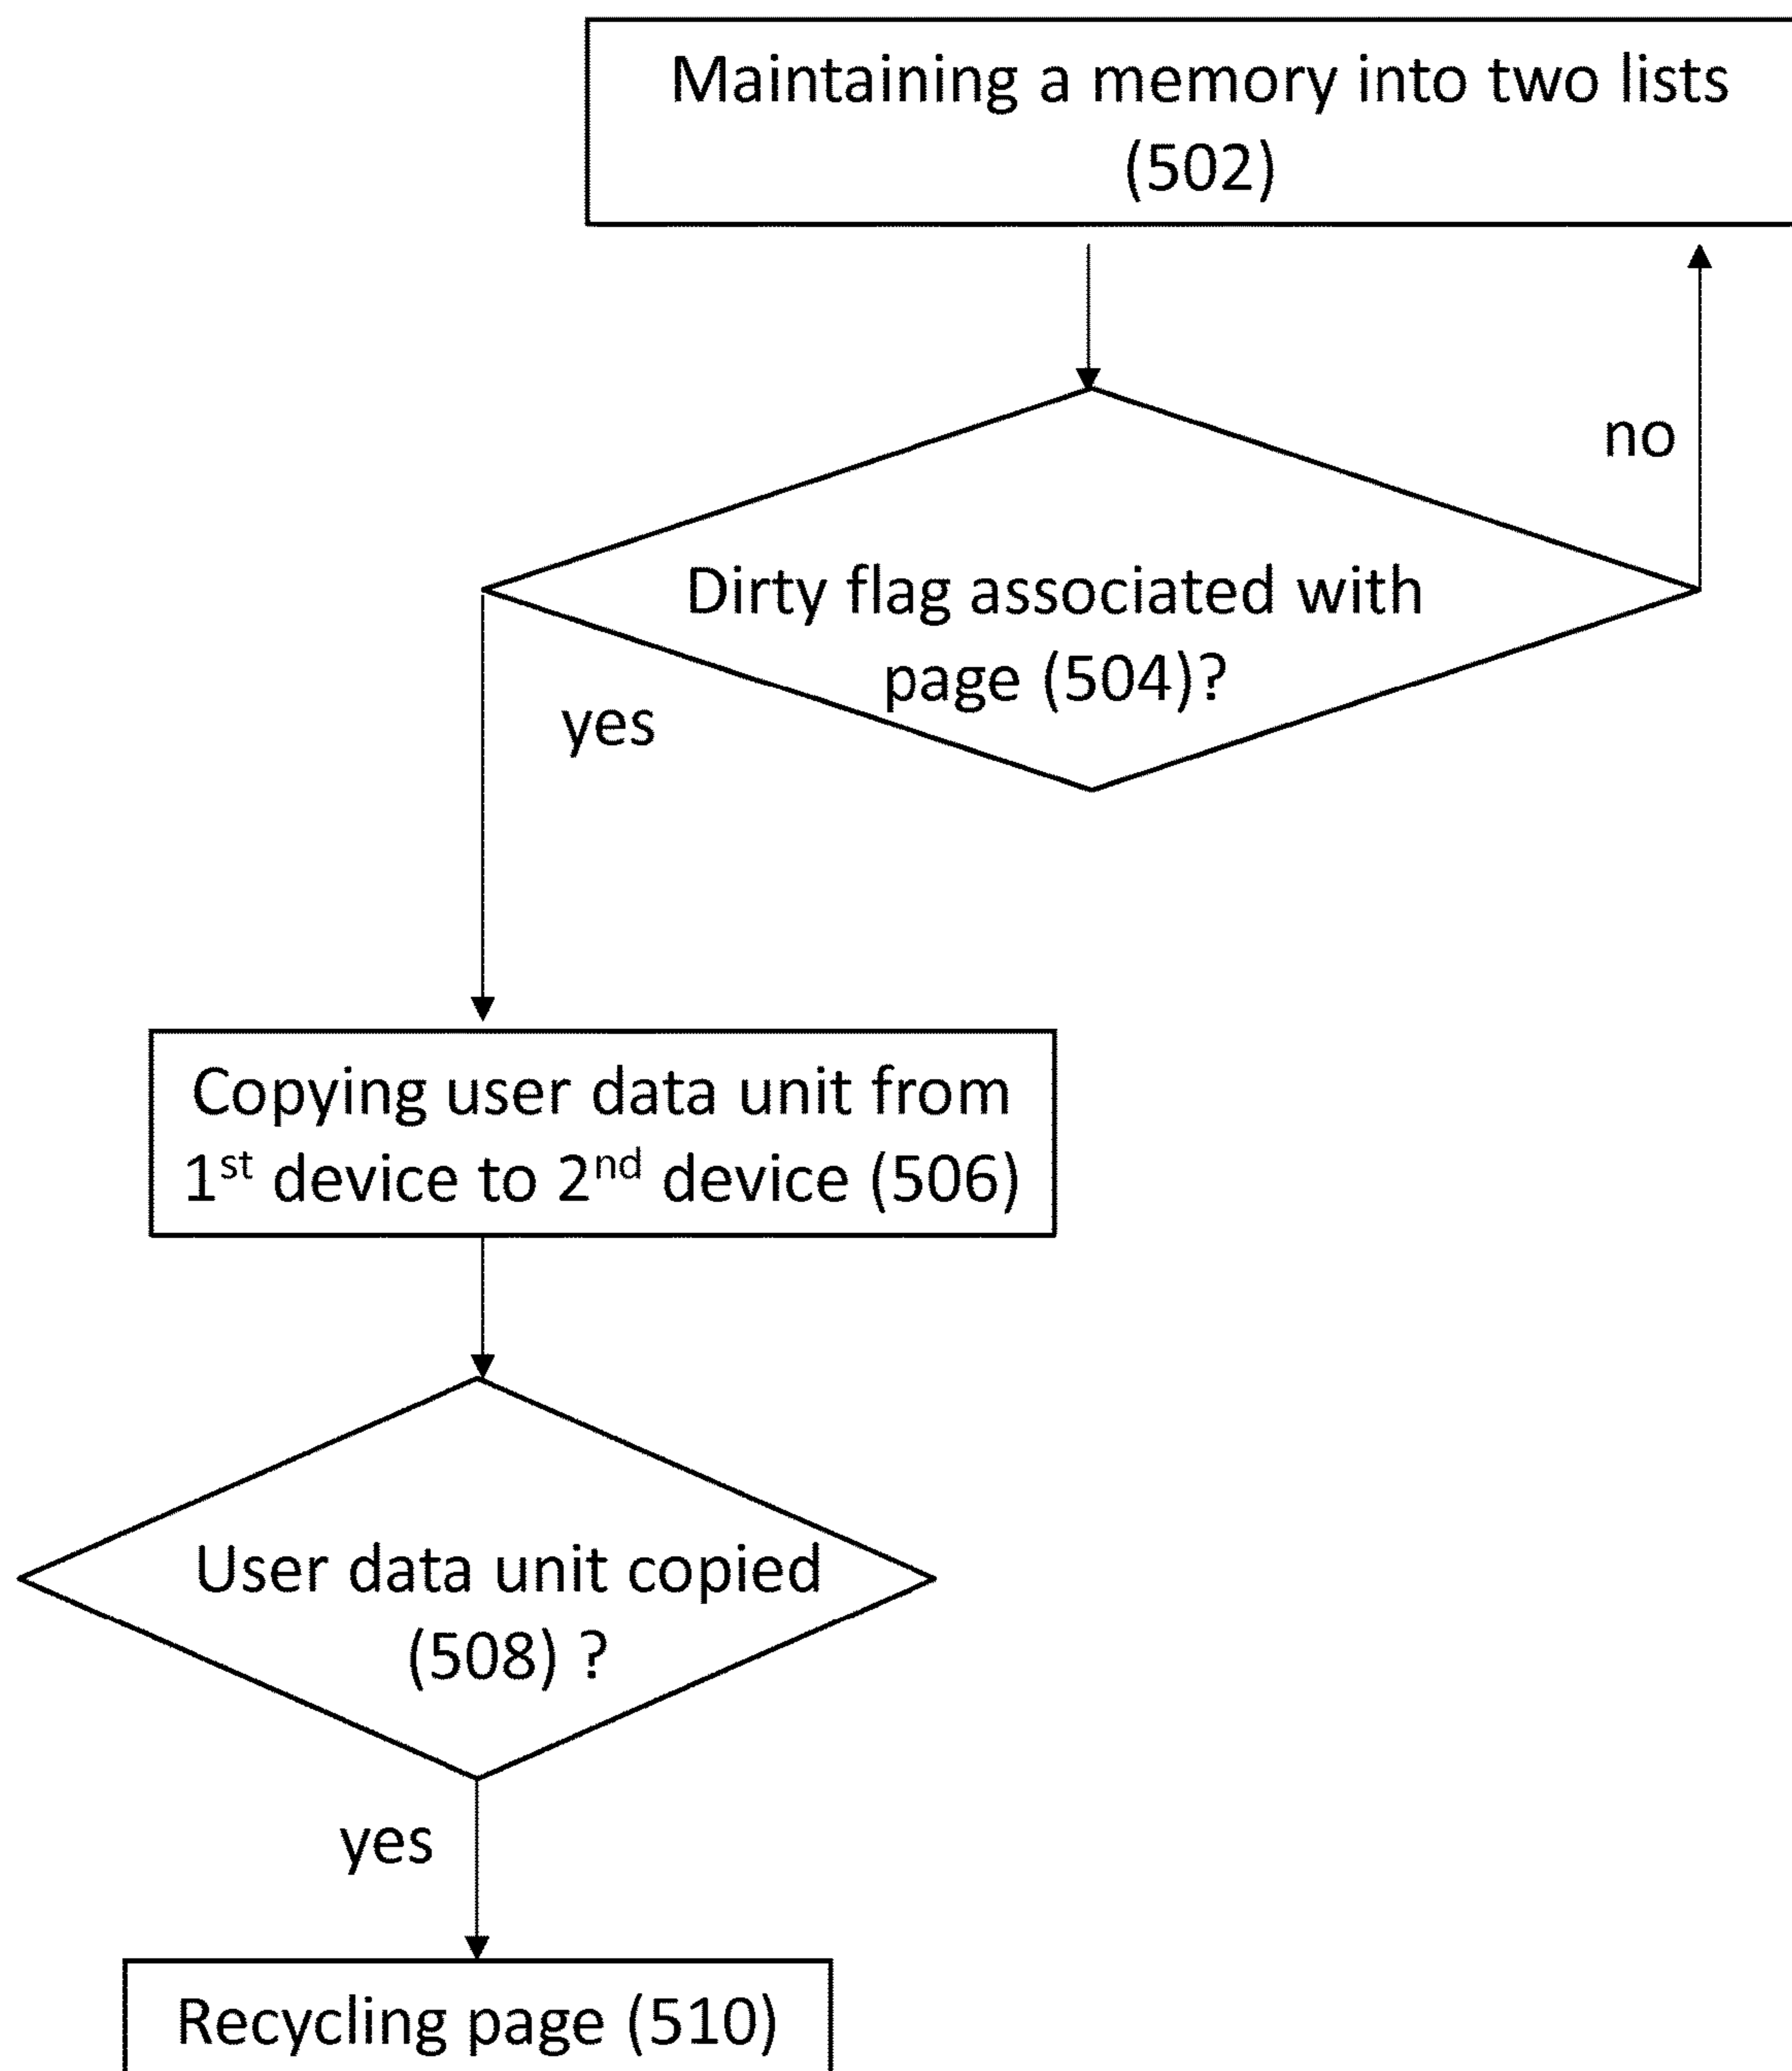 Maintaining a memory into two lists
(502)
no
Dirty flag associated with
page (504)?
yes
Copying user data unit from
1st device to 2nd device (506)
User data unit copied
(508) ?
yes
Recycling page (510)